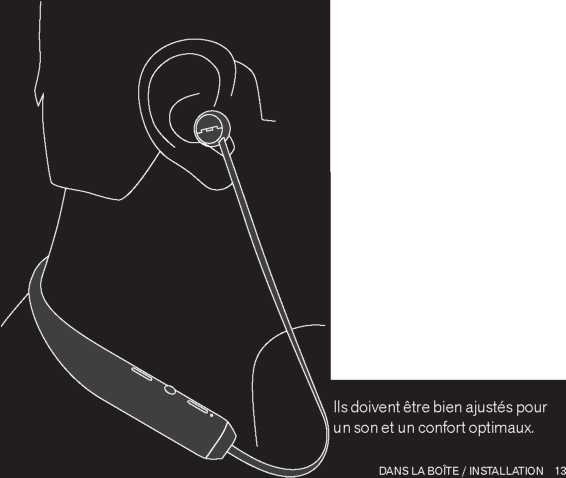 Ils doivent être bien ajustés pour
un son et un confort optimaux.
DANS LA BOÎTE / INSTALLATION 13